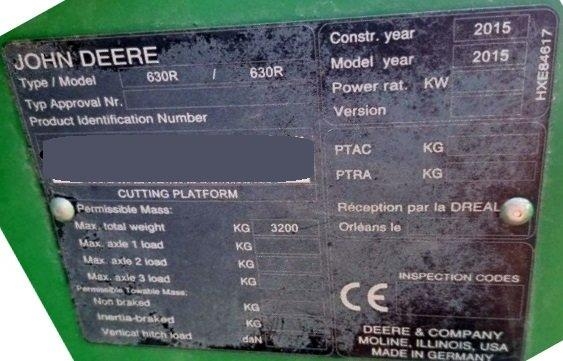 JOHN DEERE
Type / Model 630R / 630R
Typ Approval Nr.
Product Identification Number
CUTTING PLATFORM
Permissible Mass:
Max. total weight KG 3200
Max. axle 1 load KG
Max. axle 2 load KG
Max. axle 3 load KG
Permissible Towable Mass:
Non braked KG
Inertia-braked KG
Vertical hitch load daN
Constr. year 2015
Model year 2015
Power rat. KW
Version
PTAC KG
PTRA KG
Réception par la DREAL
Orléans le
INSPECTION CODES
CE
DEERE & COMPANY
MOLINE, ILLINOIS, USA
MADE IN GERMANY
HXE84617